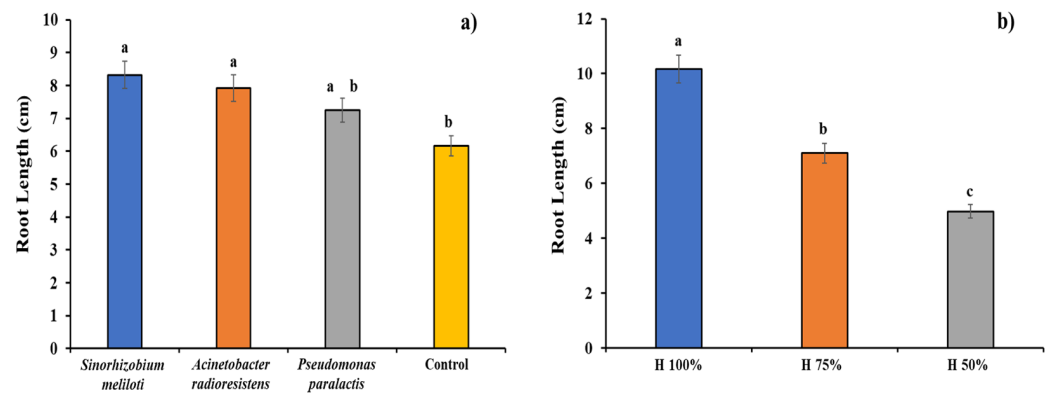 a)
10
9
8
7
6
5
4
3
2
1
0
Root Length (cm)
a
a
a b
b
Sinorhizobium
meliloti
Acinetobacter
radioresistens
Pseudomonas
paralactis
Control
b)
12
10
8
6
4
2
0
Root Length (cm)
a
b
c
H 100%
H 75%
H 50%